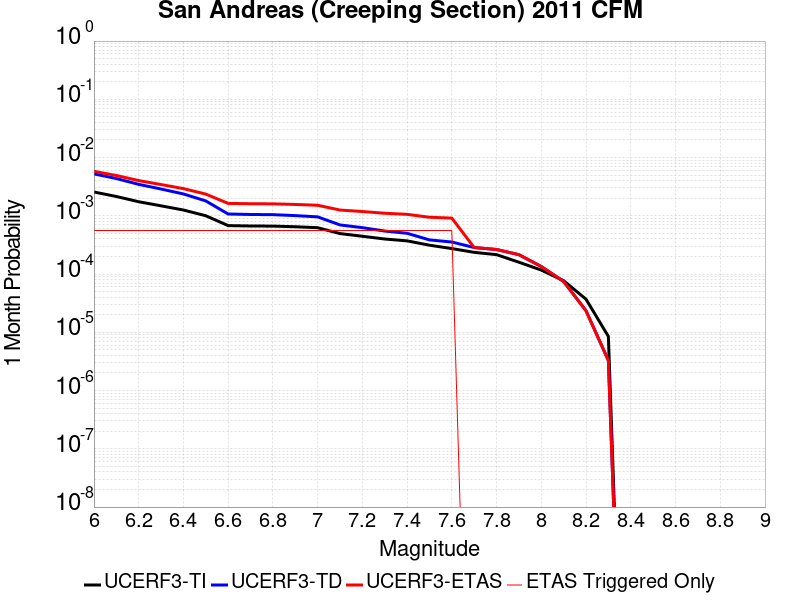 San Andreas (Creeping Section) 2011 CFM
10^0
10^-1
10^-2
10^-3
10^-4
10^-5
10^-6
10^-7
10^-8
1 Month Probability
6 6.2 6.4 6.6 6.8 7 7.2 7.4 7.6 7.8 8 8.2 8.4 8.6 8.8 9
Magnitude
UCERF3-TI UCERF3-TD UCERF3-ETAS ETAS Triggered Only